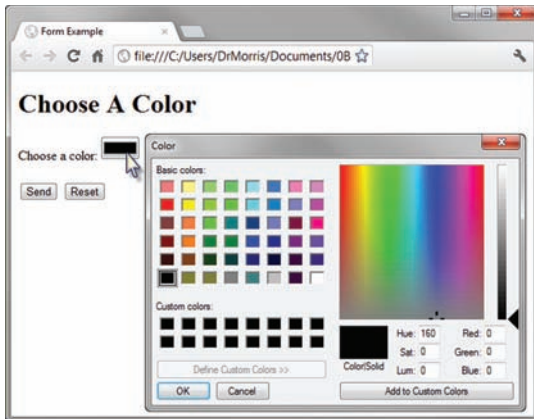 Form Example
file:///C:/Users/DrMorris/Documents/0B
Choose A Color
Choose a color:
Send Reset
Color
Basic colors:
Custom colors:
Define Custom Colors >>
OK Cancel
Color|Solid
Hue: 160 Red: 0
Sat: 0 Green: 0
Lum: 0 Blue: 0
Add to Custom Colors